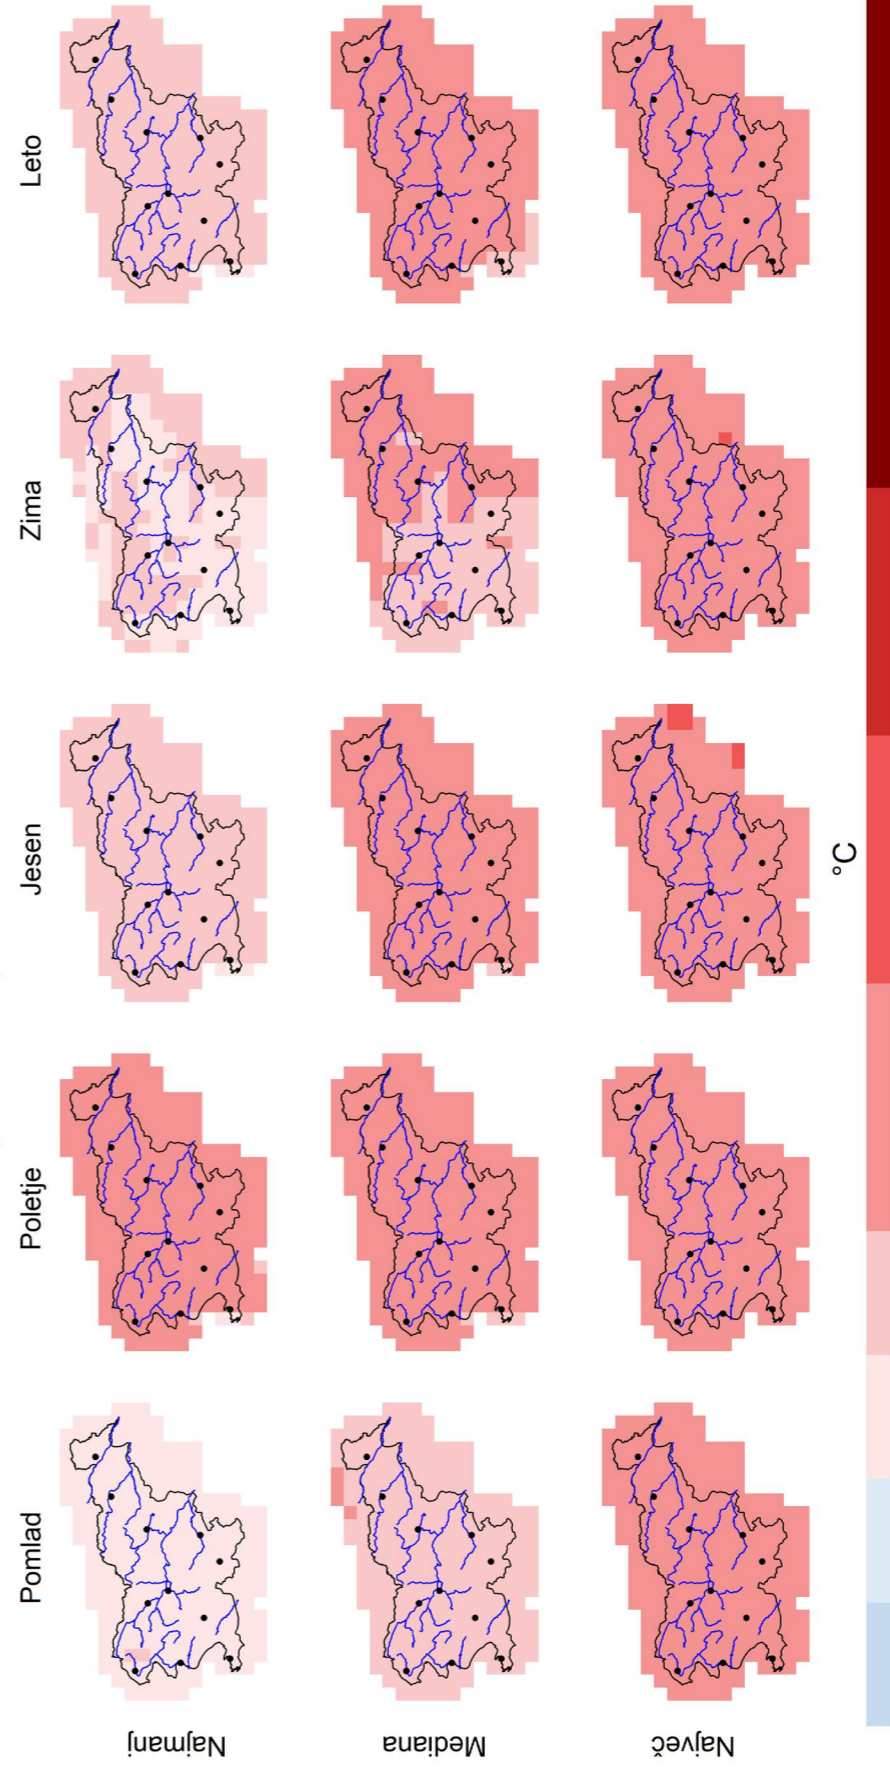 Pomlad
Poletje
Jesen
Zima
Leto
Najmanj
Mediana
Največ
°C